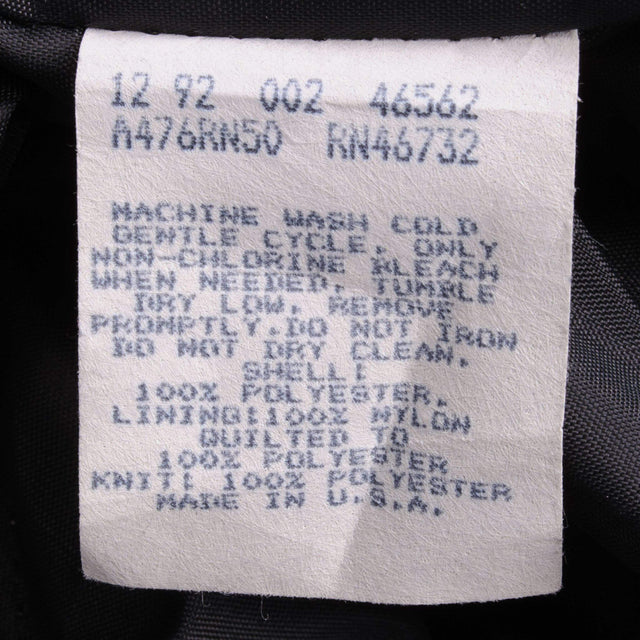 12 92 002 46562
A476RN50 RN46732
MACHINE WASH COLD
GENTLE CYCLE, ONLY
NON-CHLORINE BLEACH
WHEN NEEDED, TUMBLE
DRY LOW, REMOVE
PROMPTLY.DO NOT IRON
DO NOT DRY CLEAN.
SHELL:
100% POLYESTER,
LINING:100% NYLON
QUILTED TO
100% POLYESTER
KNIT: 100% POLYESTER
MADE IN U.S.A.